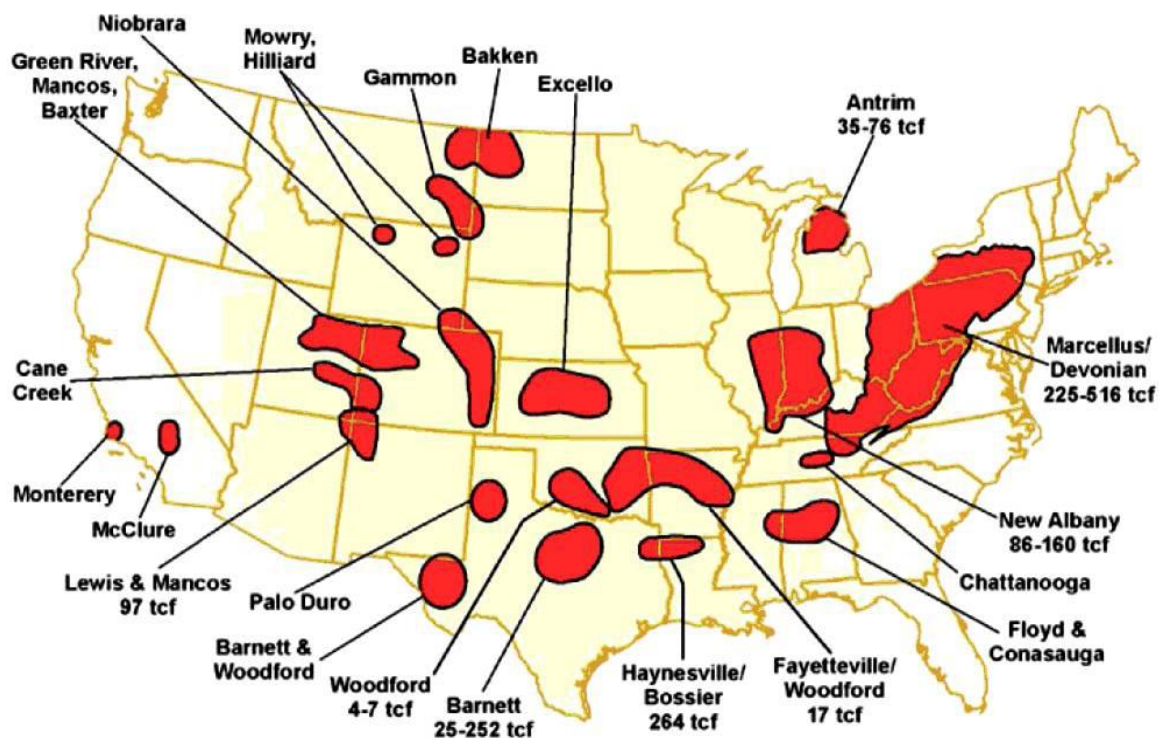 Niobrara
Mowry,
Hilliard
Bakken
Green River,
Mancos,
Baxter
Gammon
Excello
Antrim
35-76 tcf
Marcellus/
Devonian
225-516 tcf
Cane
Creek
Monterery
McClure
New Albany
86-160 tcf
Lewis & Mancos
97 tcf
Palo Duro
Chattanooga
Barnett &
Woodford
Floyd &
Conasauga
Woodford
4-7 tcf
Barnett
25-252 tcf
Haynesville/
Bossier
264 tcf
Fayetteville/
Woodford
17 tcf